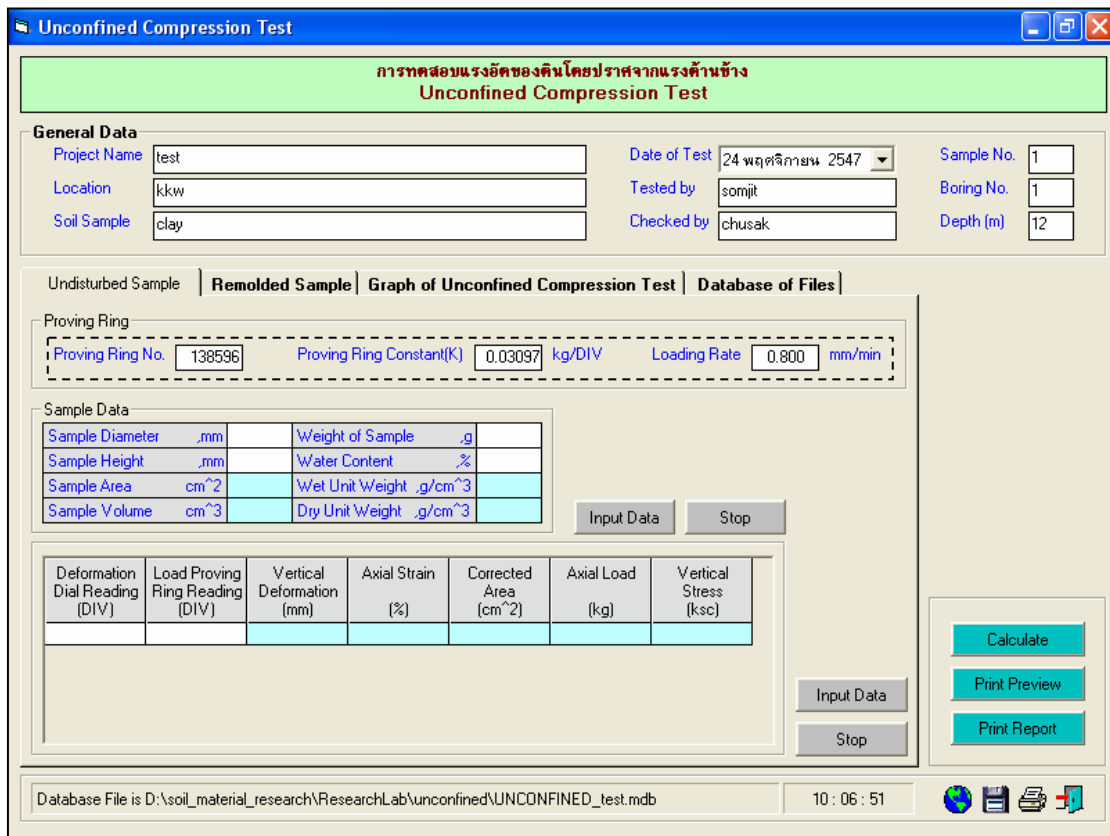 Unconfined Compression Test
การทดสอบแรงอัดของดินโดยปราศจากแรงด้านข้าง
Unconfined Compression Test
General Data
Project Name test Date of Test 24 พฤศจิกายน 2547 Sample No. 1
Location kkw Tested by somjit Boring No. 1
Soil Sample clay Checked by chusak Depth (m) 12
Undisturbed Sample Remolded Sample Graph of Unconfined Compression Test Database of Files
Proving Ring
Proving Ring No. 138596 Proving Ring Constant(K) 0.03097 kg/DIV Loading Rate 0.800 mm/min
Sample Data
Sample Diameter ,mm Weight of Sample ,g
Sample Height ,mm Water Content ,%
Sample Area cm^2 Wet Unit Weight ,g/cm^3
Sample Volume cm^3 Dry Unit Weight ,g/cm^3
Input Data Stop
Deformation Dial Reading (DIV) Load Proving Ring Reading (DIV) Vertical Deformation (mm) Axial Strain (%) Corrected Area (cm^2) Axial Load (kg) Vertical Stress (ksc)
Calculate
Print Preview
Print Report
Input Data
Stop
Database File is D:\soil_material_research\ResearchLab\unconfined\UNCONFINED_test.mdb 10 : 06 : 51